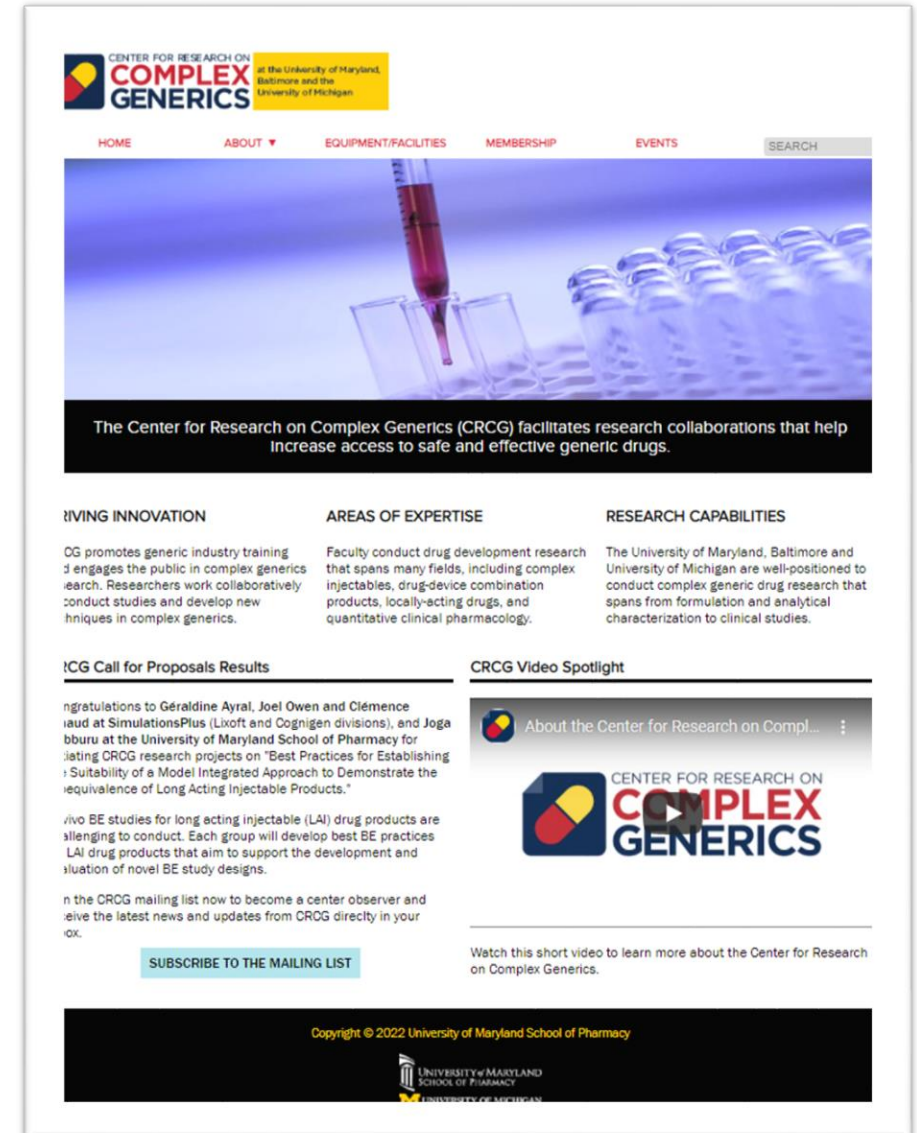 CENTER FOR RESEARCH ON
COMPLEX
GENERICS
at the University of Maryland,
Baltimore and the
University of Michigan
HOME ABOUT ▼ EQUIPMENT/FACILITIES MEMBERSHIP EVENTS SEARCH
The Center for Research on Complex Generics (CRCG) facilitates research collaborations that help
increase access to safe and effective generic drugs.
RIVING INNOVATION
CG promotes generic industry training
d engages the public in complex generics
search. Researchers work collaboratively
conduct studies and develop new
chniques in complex generics.
AREAS OF EXPERTISE
Faculty conduct drug development research
that spans many fields, including complex
injectables, drug-device combination
products, locally-acting drugs, and
quantitative clinical pharmacology.
RESEARCH CAPABILITIES
The University of Maryland, Baltimore and
University of Michigan are well-positioned to
conduct complex generic drug research that
spans from formulation and analytical
characterization to clinical studies.
RCG Call for Proposals Results
ngratulations to Géraldine Ayral, Joel Owen and Clémence
naud at SimulationsPlus (Lixoft and Cognigen divisions), and Joga
bburu at the University of Maryland School of Pharmacy for
iating CRCG research projects on "Best Practices for Establishing
e Suitability of a Model Integrated Approach to Demonstrate the
oequivalence of Long Acting Injectable Products."
vivo BE studies for long acting injectable (LAI) drug products are
allenging to conduct. Each group will develop best BE practices
LAI drug products that aim to support the development and
aluation of novel BE study designs.
n the CRCG mailing list now to become a center observer and
ceive the latest news and updates from CRCG direclty in your
ox.
SUBSCRIBE TO THE MAILING LIST
CRCG Video Spotlight
About the Center for Research on Compl...
CENTER FOR RESEARCH ON
COMPLEX
GENERICS
Watch this short video to learn more about the Center for Research
on Complex Generics.
Copyright © 2022 University of Maryland School of Pharmacy
UNIVERSITY of MARYLAND
SCHOOL OF PHARMACY
UNIVERSITY OF MICHIGAN